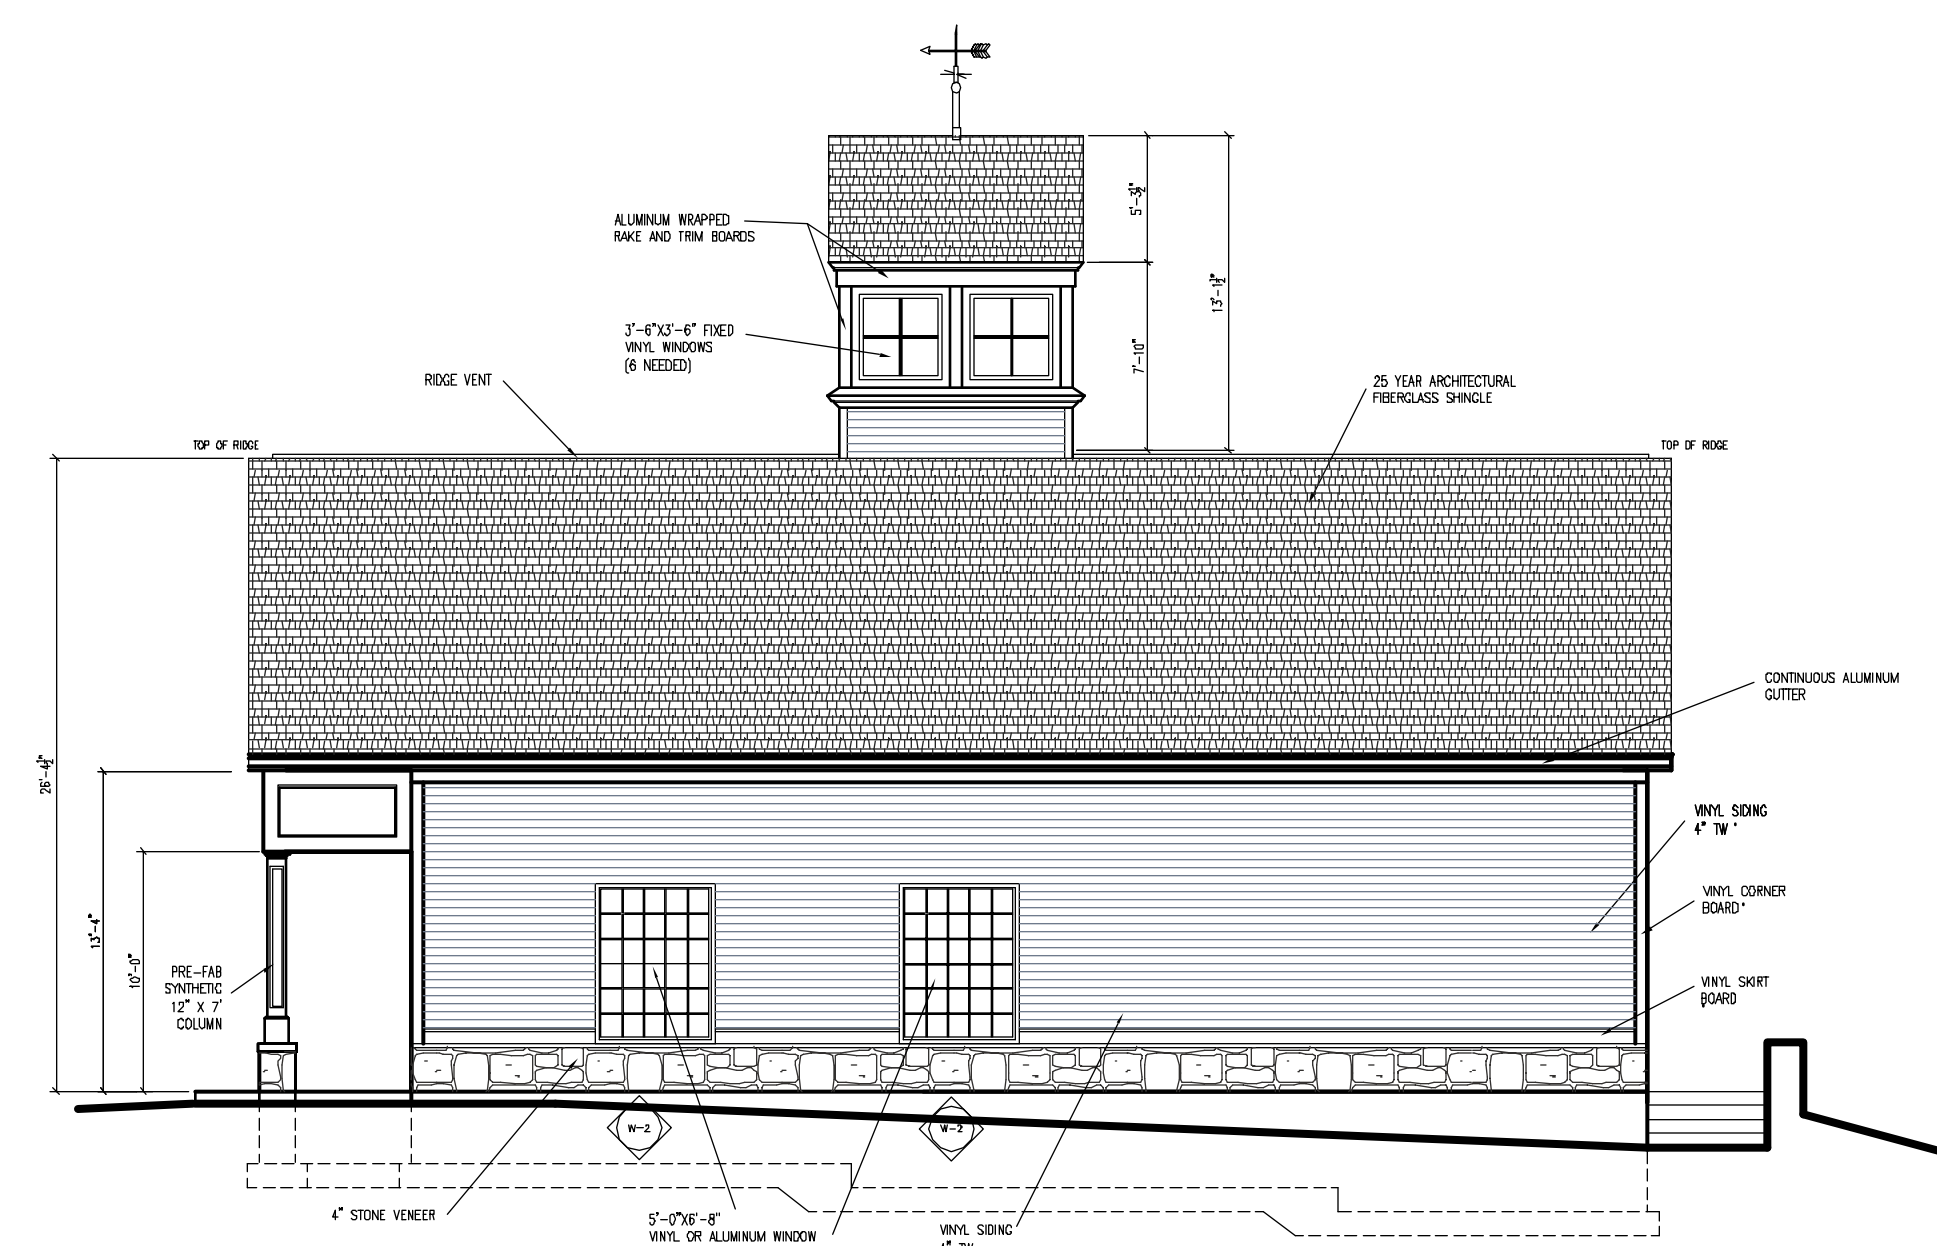 5'-3½"
ALUMINUM WRAPPED
RAKE AND TRIM BOARDS
13'-1½"
3'-6"X3'-6" FIXED
VINYL WINDOWS
(6 NEEDED)
7'-10"
RIDGE VENT
25 YEAR ARCHITECTURAL
FIBERGLASS SHINGLE
TOP OF RIDGE
TOP OF RIDGE
CONTINUOUS ALUMINUM
GUTTER
26'-4½"
VINYL SIDING
4" TW
VINYL CORNER
BOARD
13'-4"
10'-0"
PRE-FAB
SYNTHETIC
12" X 7'
COLUMN
VINYL SKIRT
BOARD
W-2
W-2
4" STONE VENEER
5'-0"X6'-8"
VINYL OR ALUMINUM WINDOW
VINYL SIDING
4" TW